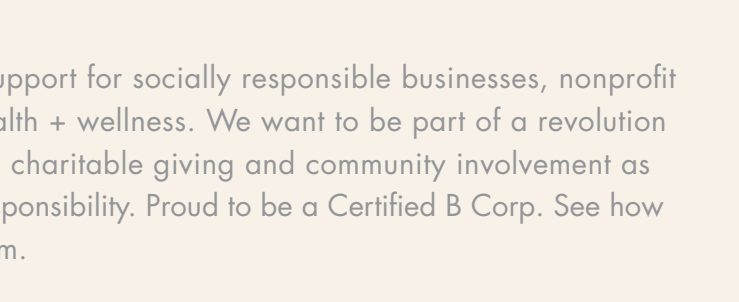 upport for socially responsible businesses, nonprofit
alth + wellness. We want to be part of a revolution
charitable giving and community involvement as
ponsibility. Proud to be a Certified B Corp. See how
m.